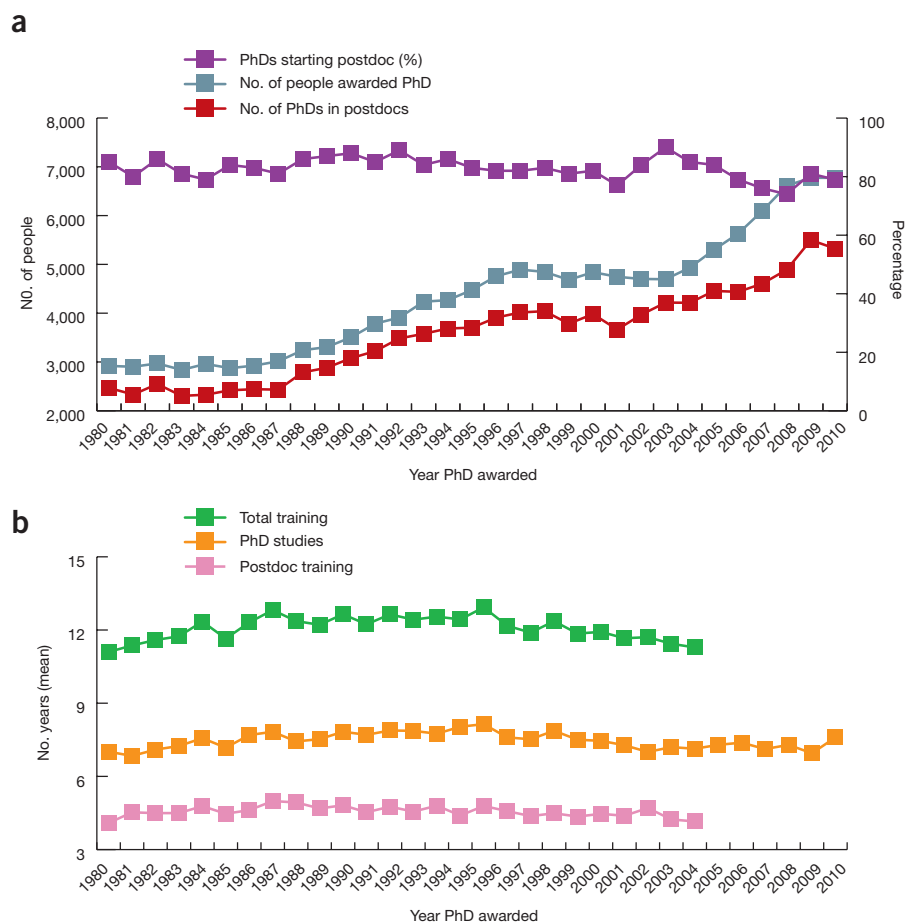 a
PhDs starting postdoc (%)
No. of people awarded PhD
No. of PhDs in postdocs
8,000
7,000
6,000
5,000
4,000
3,000
2,000
N0. of people
100
80
60
40
20
0
Percentage
1980 1981 1982 1983 1984 1985 1986 1987 1988 1989 1990 1991 1992 1993 1994 1995 1996 1997 1998 1999 2000 2001 2002 2003 2004 2005 2006 2007 2008 2009 2010
Year PhD awarded
b
Total training
PhD studies
Postdoc training
15
12
9
6
3
No. years (mean)
1980 1981 1982 1983 1984 1985 1986 1987 1988 1989 1990 1991 1992 1993 1994 1995 1996 1997 1998 1999 2000 2001 2002 2003 2004 2005 2006 2007 2008 2009 2010
Year PhD awarded